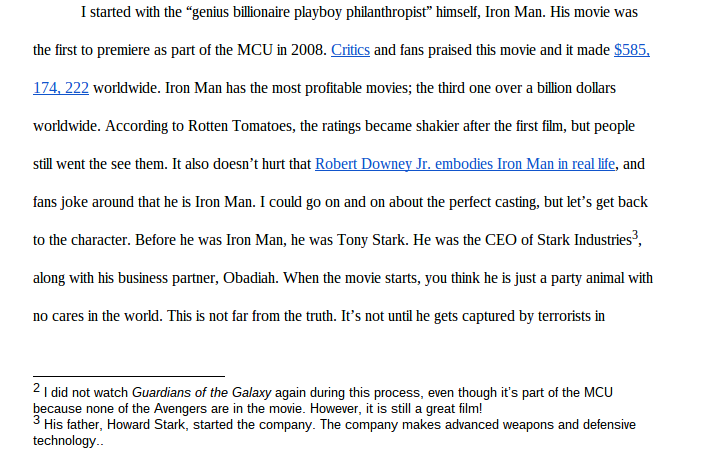 I started with the “genius billionaire playboy philanthropist” himself, Iron Man. His movie was
the first to premiere as part of the MCU in 2008. Critics and fans praised this movie and it made $585,
174, 222 worldwide. Iron Man has the most profitable movies; the third one over a billion dollars
worldwide. According to Rotten Tomatoes, the ratings became shakier after the first film, but people
still went the see them. It also doesn’t hurt that Robert Downey Jr. embodies Iron Man in real life, and
fans joke around that he is Iron Man. I could go on and on about the perfect casting, but let’s get back
to the character. Before he was Iron Man, he was Tony Stark. He was the CEO of Stark Industries3,
along with his business partner, Obadiah. When the movie starts, you think he is just a party animal with
no cares in the world. This is not far from the truth. It’s not until he gets captured by terrorists in
2 I did not watch Guardians of the Galaxy again during this process, even though it’s part of the MCU
because none of the Avengers are in the movie. However, it is still a great film!
3 His father, Howard Stark, started the company. The company makes advanced weapons and defensive
technology..